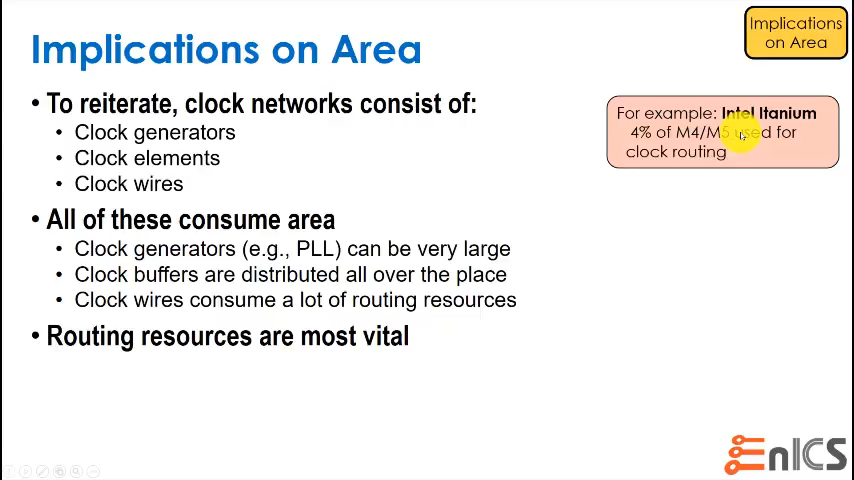 Implications on Area
Implications
on Area
• To reiterate, clock networks consist of:
• Clock generators
• Clock elements
• Clock wires
For example: Intel Itanium
4% of M4/M5 used for
clock routing
• All of these consume area
• Clock generators (e.g., PLL) can be very large
• Clock buffers are distributed all over the place
• Clock wires consume a lot of routing resources
• Routing resources are most vital
EnICS